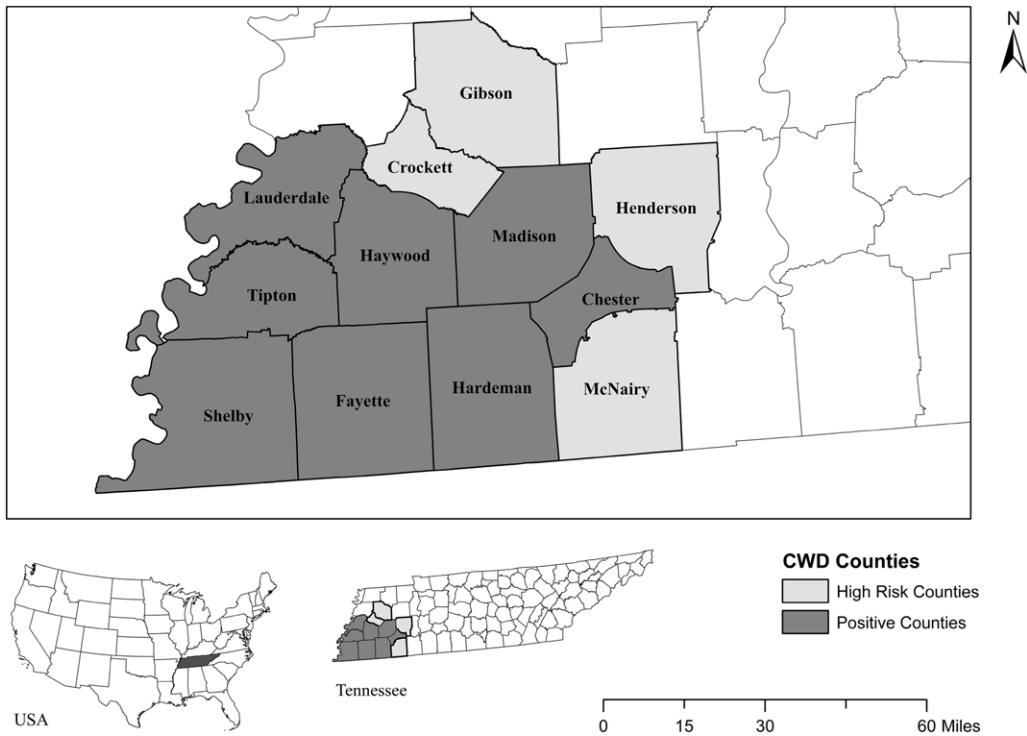 N
Gibson
Crockett
Lauderdale
Henderson
Madison
Haywood
Tipton
Chester
Hardeman
McNairy
Fayette
Shelby
CWD Counties
High Risk Counties
Positive Counties
Tennessee
USA
0 15 30 60 Miles